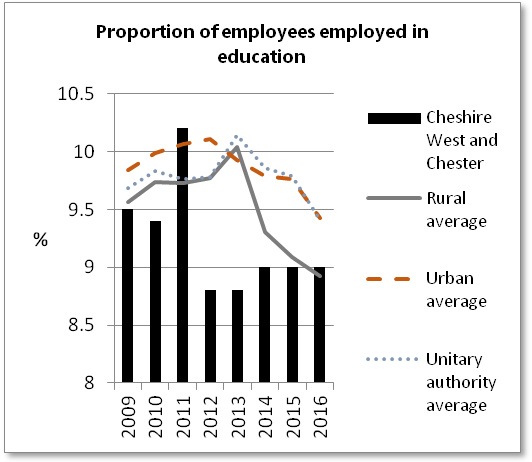 Proportion of employees employed in
education
10.5
10
9.5
9
8.5
8
%
2009
2010
2011
2012
2013
2014
2015
2016
Cheshire
West and
Chester
Rural
average
Urban
average
Unitary
authority
average